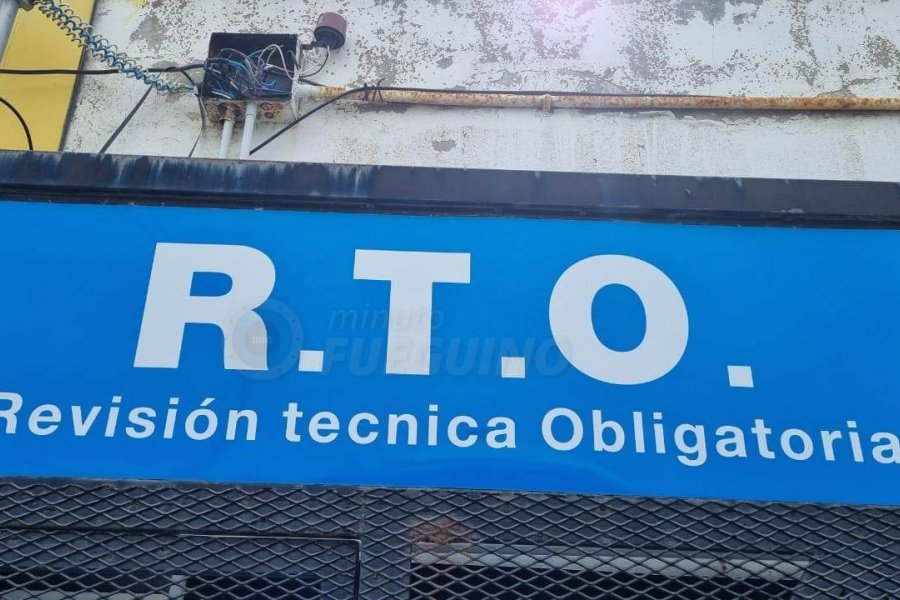 R.T.O.
minuto
FUEGUINO
Revisión tecnica Obligatoria